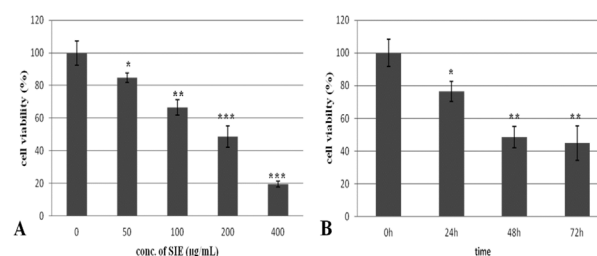 120
100
80
60
40
20
0
cell viability (%)
*
**
***
***
0 50 100 200 400
conc. of SIE (µg/mL)
A
120
100
80
60
40
20
0
cell viability (%)
*
**
**
0h 24h 48h 72h
time
B